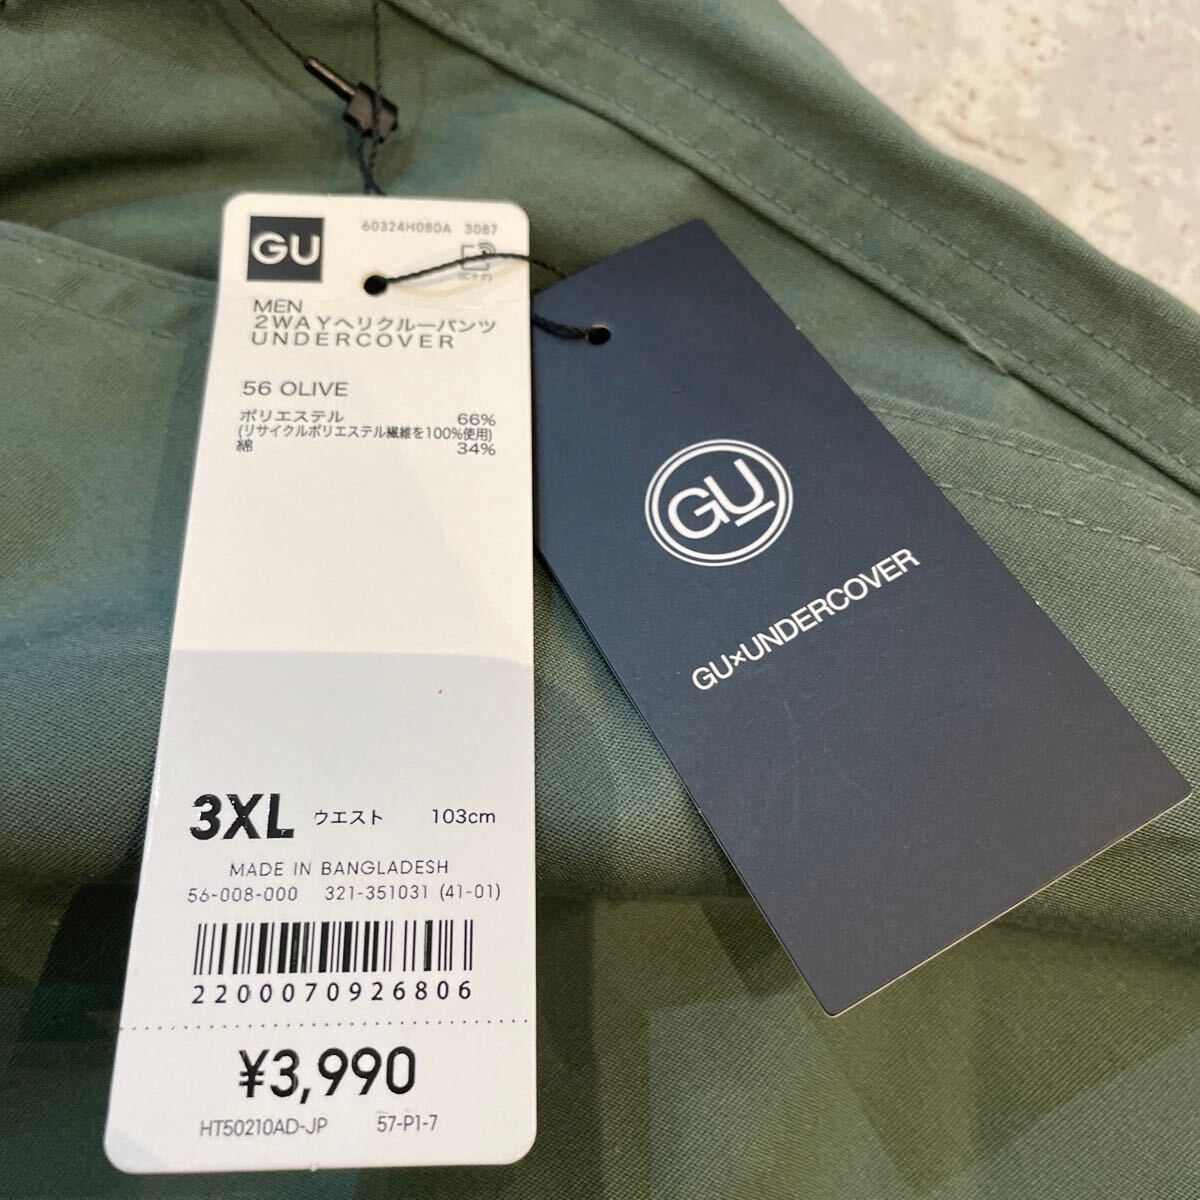 GU
60324H080A 3087
MEN
2WAYヘリクルーパンツ
UNDERCOVER
56 OLIVE
ポリエステル 66%
(リサイクルポリエステル繊維を100%使用)
綿 34%
3XL ウエスト 103cm
MADE IN BANGLADESH
56-008-000 321-351031 (41-01)
2200070926806
¥3,990
HT50210AD-JP 57-P1-7
GU
GU×UNDERCOVER